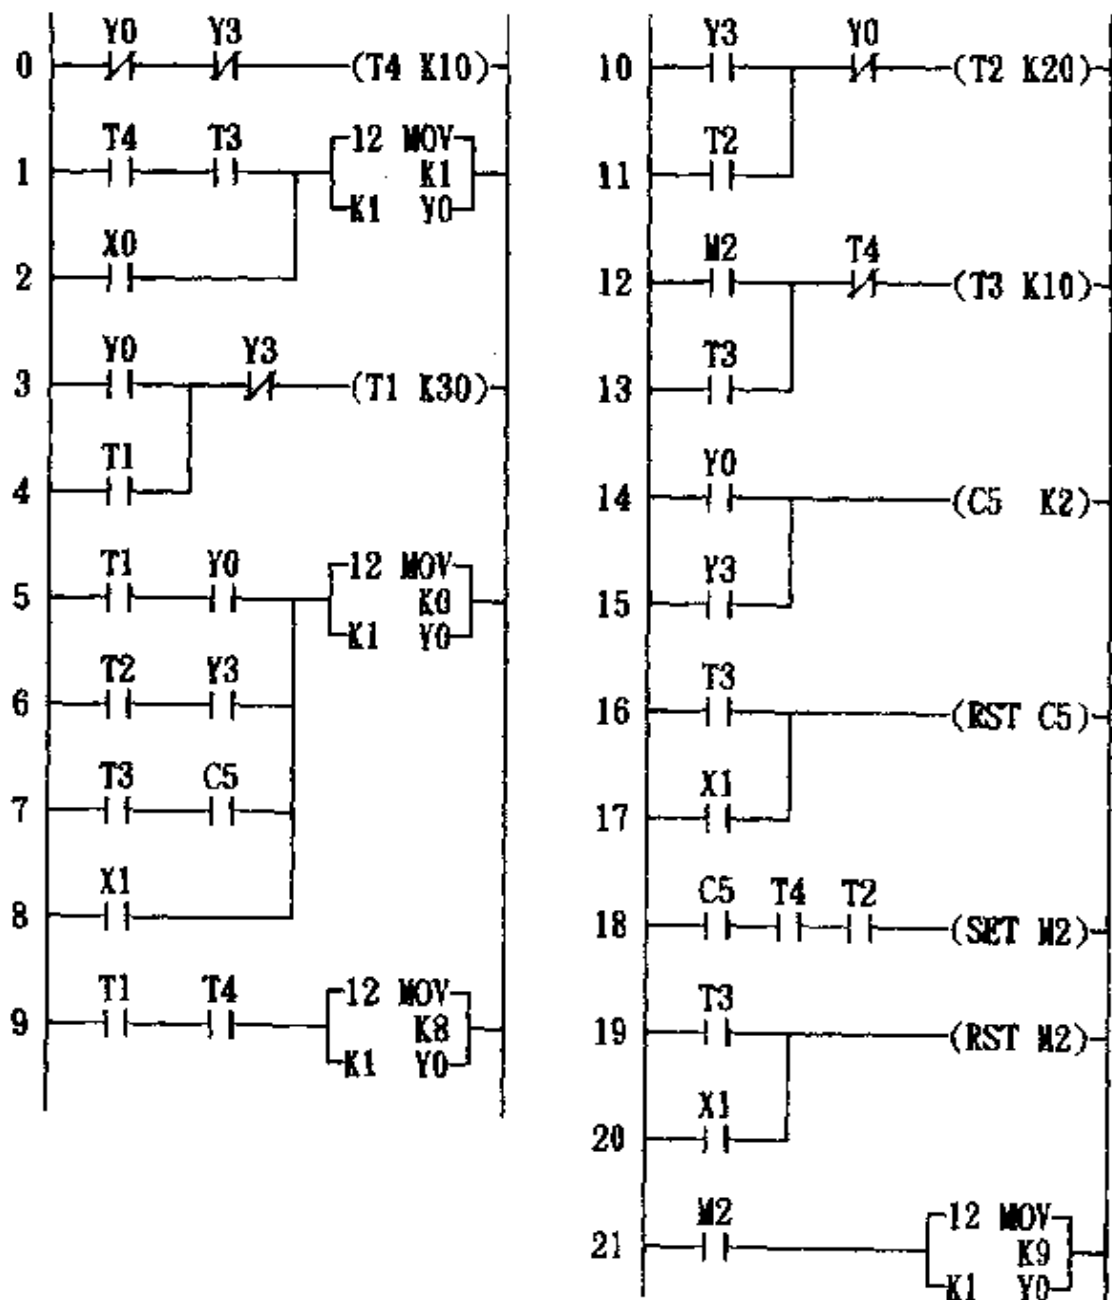 Y0 Y3
0 (T4 K10)
T4 T3 12 MOV
1 K1
K1 Y0
X0
2
Y0 Y3
3 (T1 K30)
T1
4
T1 Y0 12 MOV
5 K0
K1 Y0
T2 Y3
6
T3 C5
7
X1
8
T1 T4 12 MOV
9 K8
K1 Y0
Y3 Y0
10 (T2 K20)
T2
11
M2 T4
12 (T3 K10)
T3
13
Y0
14 (C5 K2)
Y3
15
T3
16 (RST C5)
X1
17
C5 T4 T2
18 (SET M2)
T3
19 (RST M2)
X1
20
M2 12 MOV
21 K9
K1 Y0